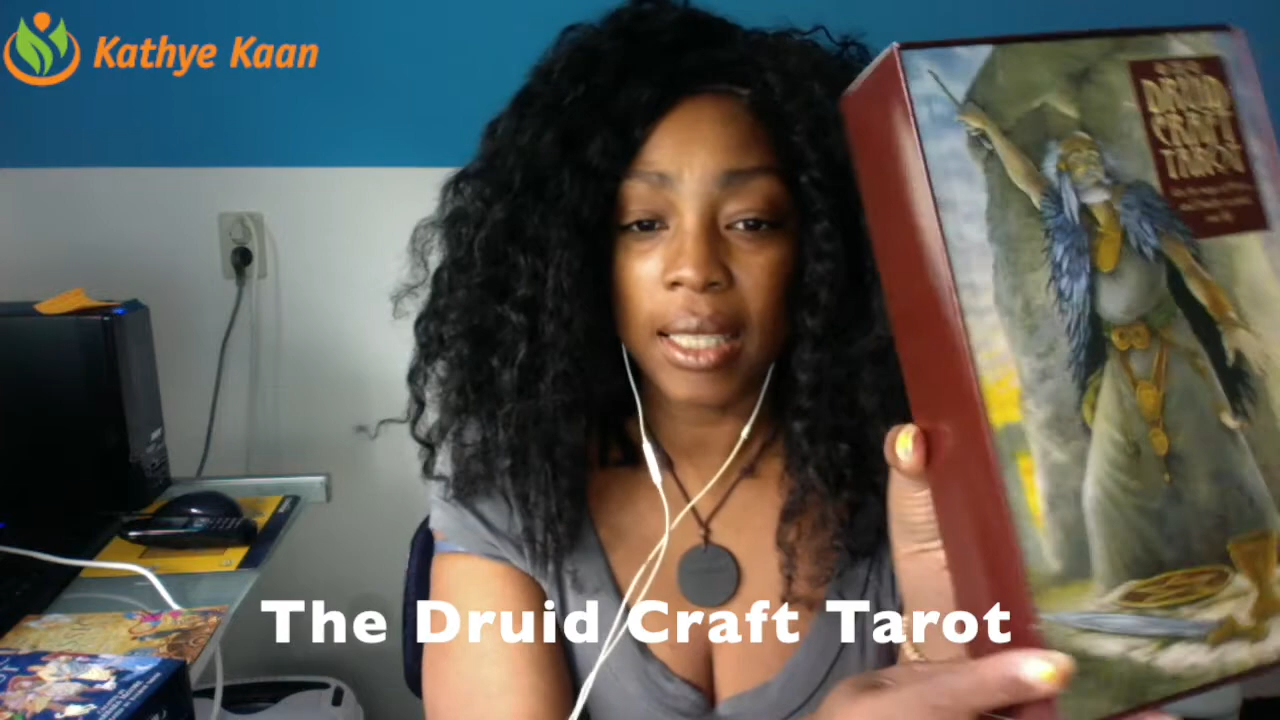 Kathye Kaan
DRUID
CRAFT
TAROT
The Druid Craft Tarot